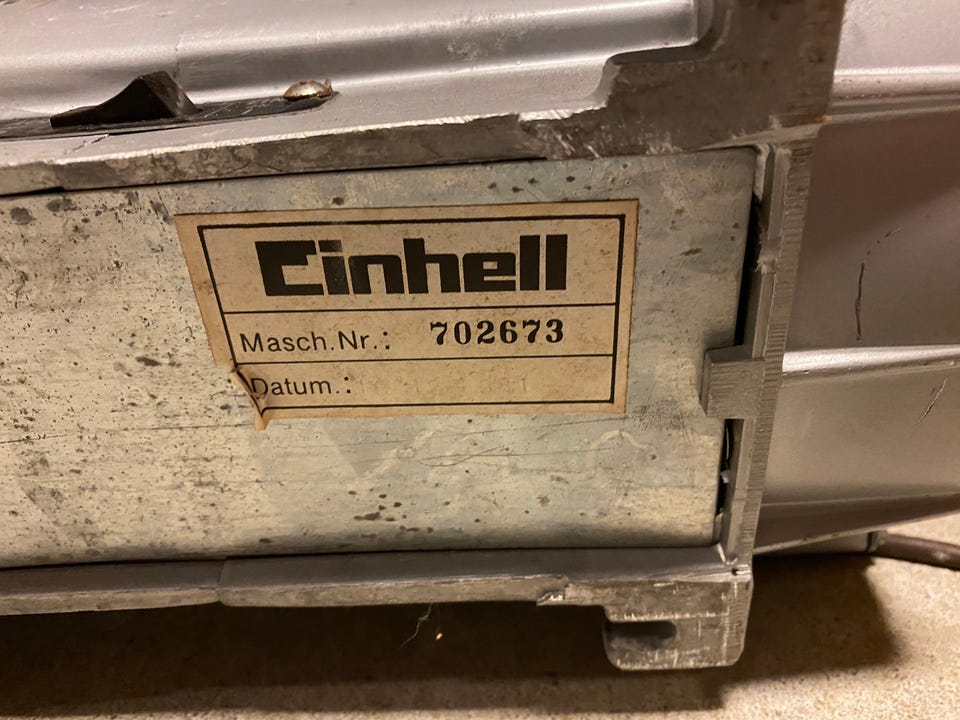 Einhell
Masch.Nr.: 702673
Datum.: